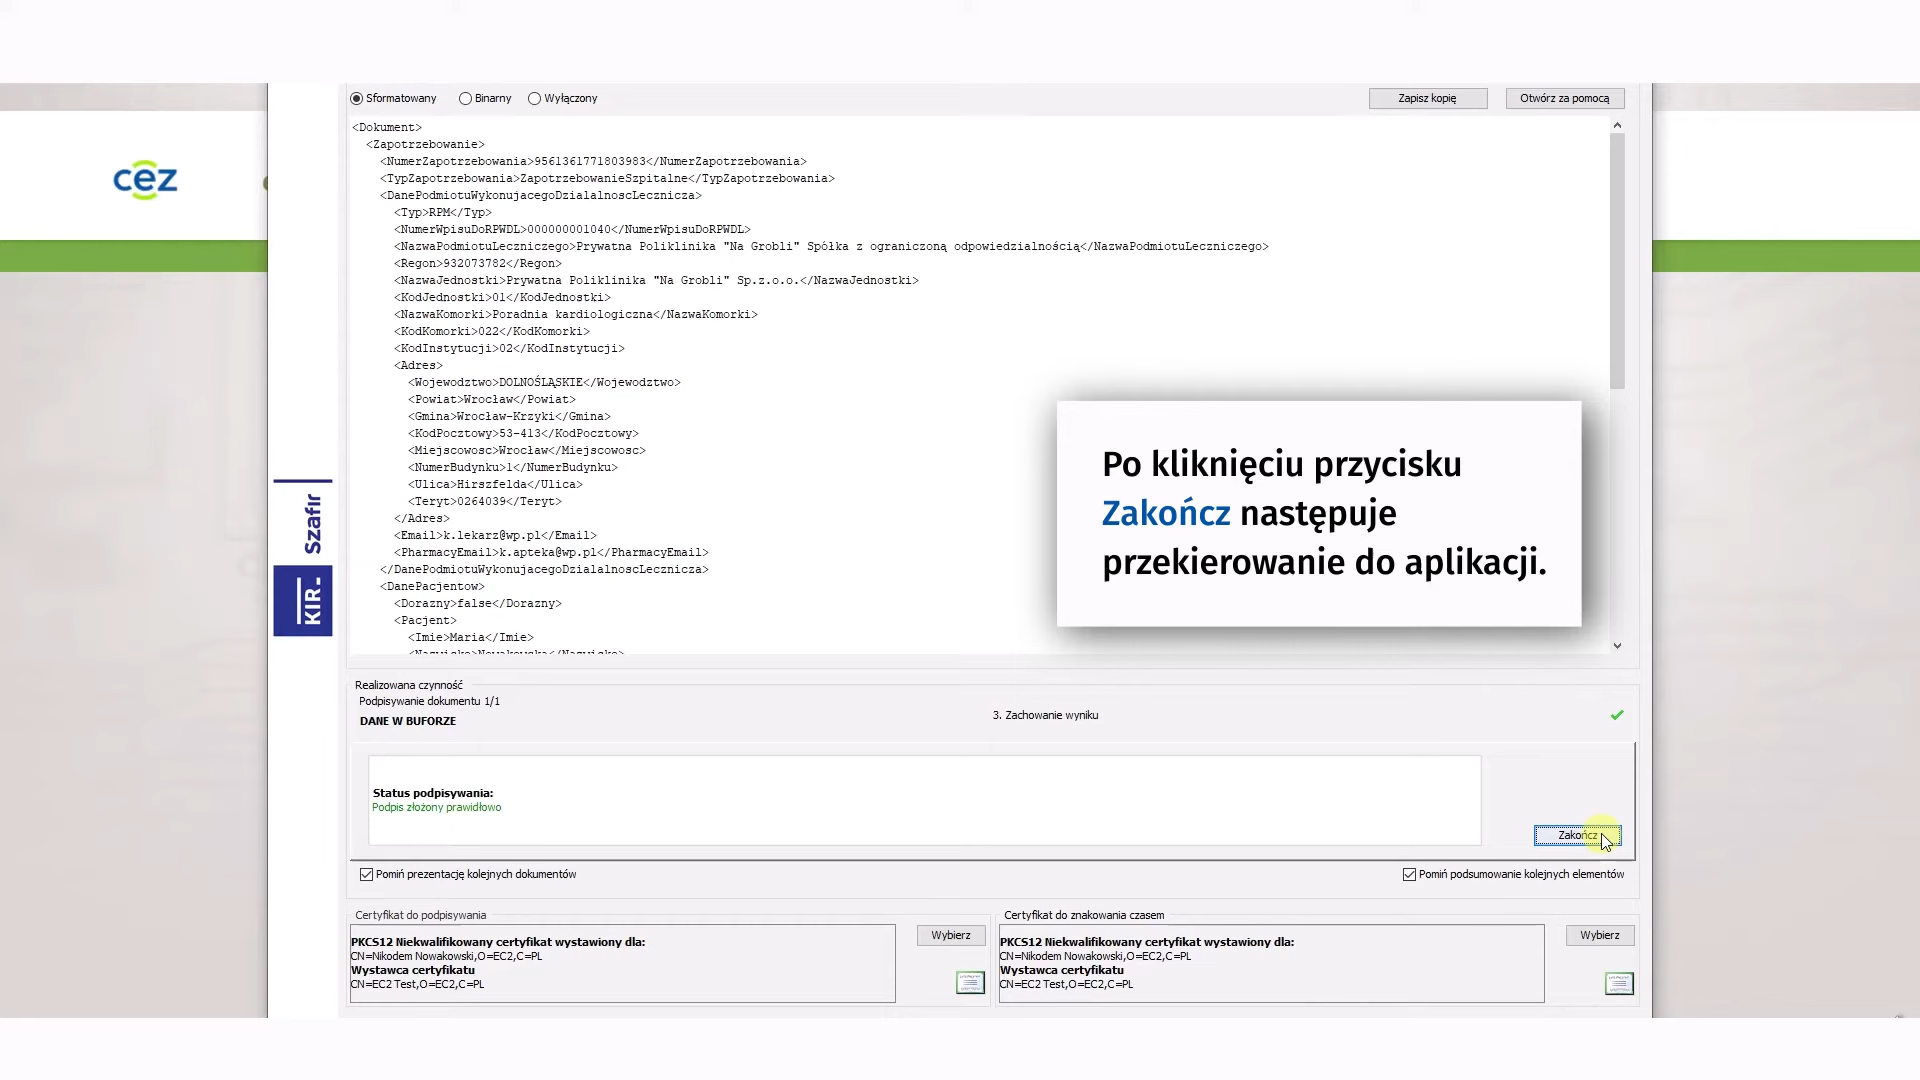 Sformatowany Binarny Wyłączony Zapisz kopię Otwórz za pomocą
<Dokument>
<Zapotrzebowanie>
<NumerZapotrzebowania>9561361771803983</NumerZapotrzebowania>
<TypZapotrzebowania>ZapotrzebowanieSzpitalne</TypZapotrzebowania>
<DanePodmiotuWykonujacegoDzialalnoscLecznicza>
<Typ>RPM</Typ>
<NumerWpisuDoRPWDL>000000001040</NumerWpisuDoRPWDL>
<NazwaPodmiotuLeczniczego>Prywatna Poliklinika "Na Grobli" Spółka z ograniczoną odpowiedzialnością</NazwaPodmiotuLeczniczego>
<Regon>932073782</Regon>
<NazwaJednostki>Prywatna Poliklinika "Na Grobli" Sp.z.o.o.</NazwaJednostki>
<KodJednostki>01</KodJednostki>
<NazwaKomorki>Poradnia kardiologiczna</NazwaKomorki>
<KodKomorki>022</KodKomorki>
<KodInstytucji>02</KodInstytucji>
<Adres>
<Wojewodztwo>DOLNOŚLĄSKIE</Wojewodztwo>
<Powiat>Wrocław</Powiat>
<Gmina>Wrocław-Krzyki</Gmina>
<KodPocztowy>53-413</KodPocztowy>
<Miejscowosc>Wrocław</Miejscowosc>
<NumerBudynku>1</NumerBudynku>
<Ulica>Hirszfelda</Ulica>
<Teryt>0264039</Teryt>
</Adres>
<Email>k.lekarz@wp.pl</Email>
<PharmacyEmail>k.apteka@wp.pl</PharmacyEmail>
</DanePodmiotuWykonujacegoDzialalnoscLecznicza>
<DanePacjentow>
<Dorazny>false</Dorazny>
<Pacjent>
<Imie>Maria</Imie>
<Nazwisko>Nowakowska</Nazwisko>
cez
Szafir
KIR
Po kliknięciu przycisku
Zakończ następuje
przekierowanie do aplikacji.
Realizowana czynność
Podpisywanie dokumentu 1/1
DANE W BUFORZE
3. Zachowanie wyniku
Status podpisywania:
Podpis złożony prawidłowo
Zakończ
Pomiń prezentację kolejnych dokumentów
Pomiń podsumowanie kolejnych elementów
Certyfikat do podpisywania
PKCS12 Niekwalifikowany certyfikat wystawiony dla:
CN=Nikodem Nowakowski,O=EC2,C=PL
Wystawca certyfikatu
CN=EC2 Test,O=EC2,C=PL
Wybierz
Certyfikat do znakowania czasem
PKCS12 Niekwalifikowany certyfikat wystawiony dla:
CN=Nikodem Nowakowski,O=EC2,C=PL
Wystawca certyfikatu
CN=EC2 Test,O=EC2,C=PL
Wybierz